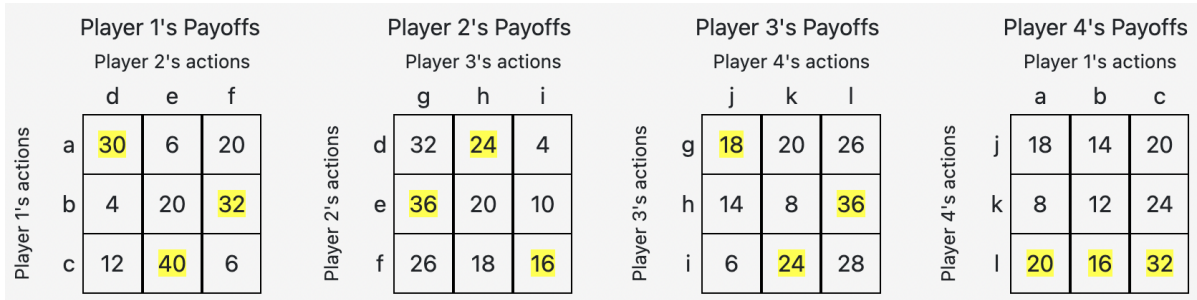 Player 1's Payoffs
Player 2's actions
d e f
Player 1's actions
a 30 6 20
b 4 20 32
c 12 40 6
Player 2's Payoffs
Player 3's actions
g h i
Player 2's actions
d 32 24 4
e 36 20 10
f 26 18 16
Player 3's Payoffs
Player 4's actions
j k l
Player 3's actions
g 18 20 26
h 14 8 36
i 6 24 28
Player 4's Payoffs
Player 1's actions
a b c
Player 4's actions
j 18 14 20
k 8 12 24
l 20 16 32